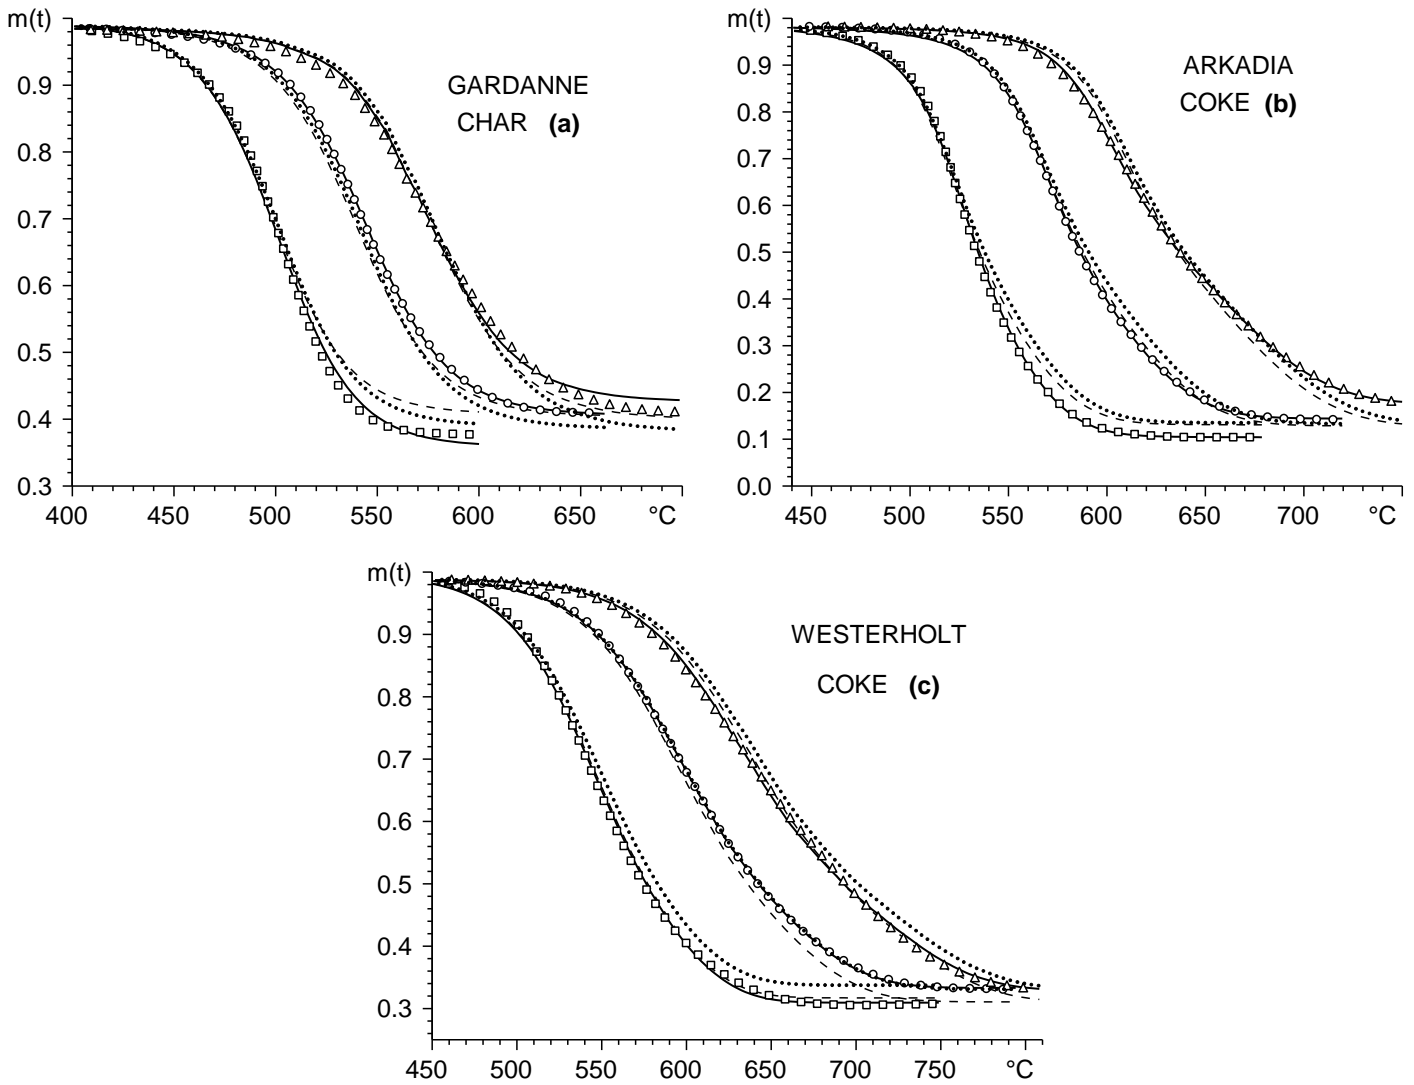 m(t)
0.9
0.8
0.7
0.6
0.5
0.4
0.3
400 450 500 550 600 650 °C
GARDANNE
CHAR (a)
m(t)
0.9
0.8
0.7
0.6
0.5
0.4
0.3
0.2
0.1
0.0
450 500 550 600 650 700 °C
ARKADIA
COKE (b)
m(t)
0.9
0.8
0.7
0.6
0.5
0.4
0.3
450 500 550 600 650 700 750 °C
WESTERHOLT
COKE (c)